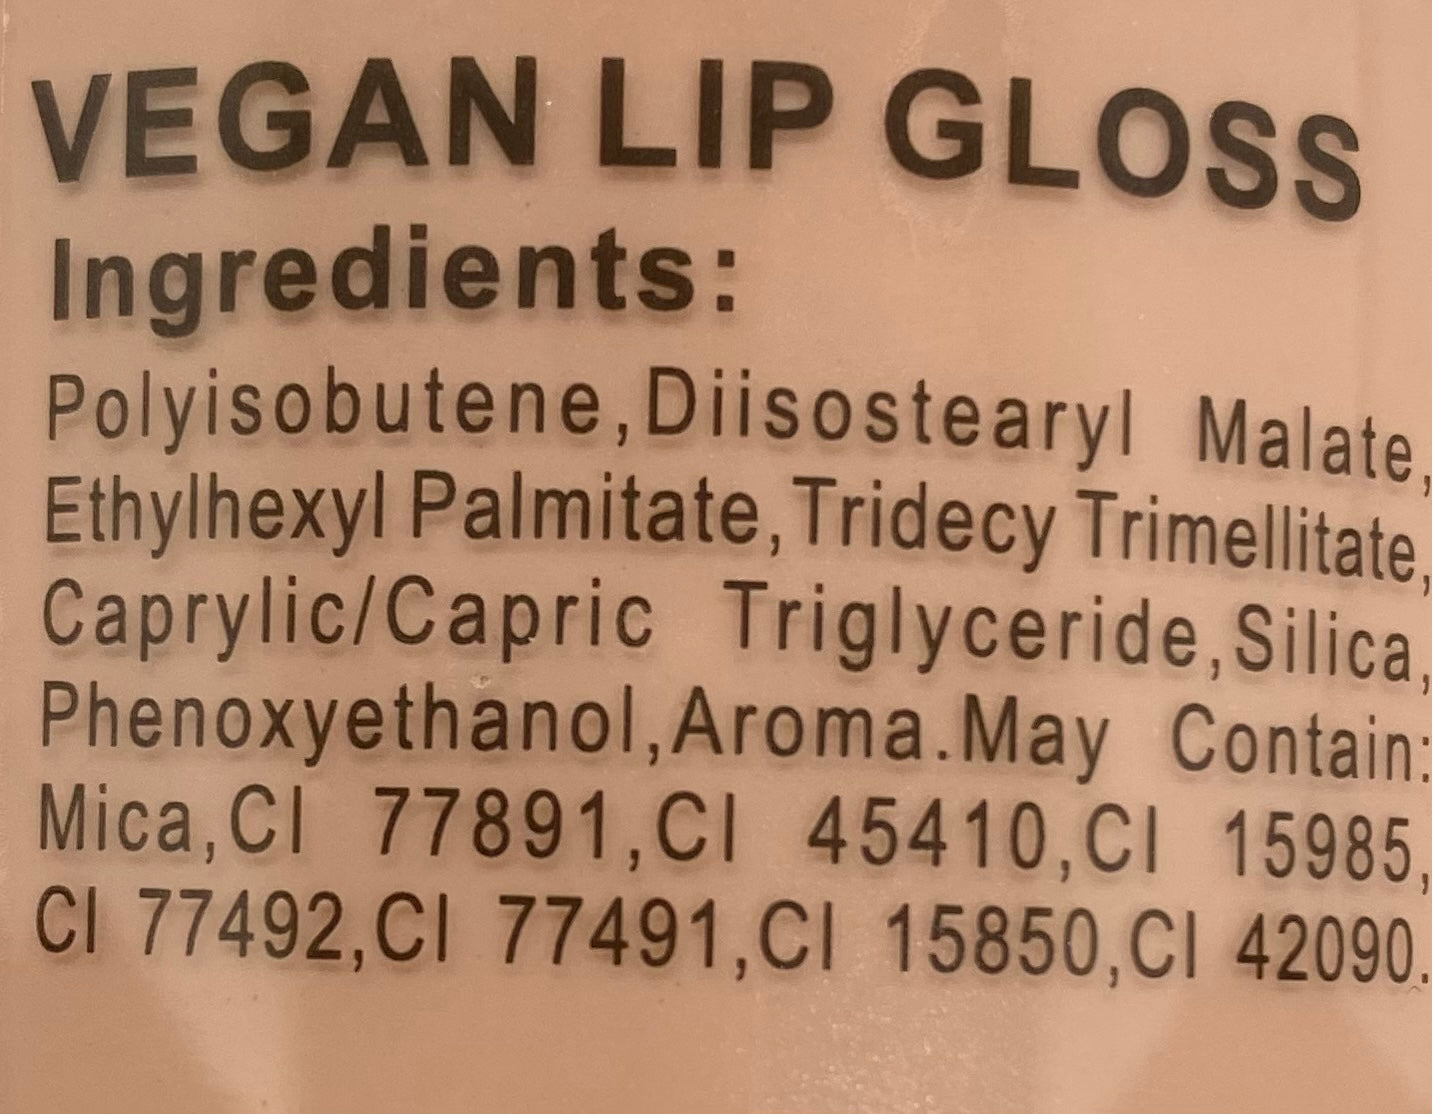 VEGAN LIP GLOSS
Ingredients:
Polyisobutene,Diisostearyl Malate,
Ethylhexyl Palmitate,Tridecy Trimellitate,
Caprylic/Capric Triglyceride,Silica,
Phenoxyethanol,Aroma.May Contain:
Mica,CI 77891,CI 45410,CI 15985,
CI 77492,CI 77491,CI 15850,CI 42090.